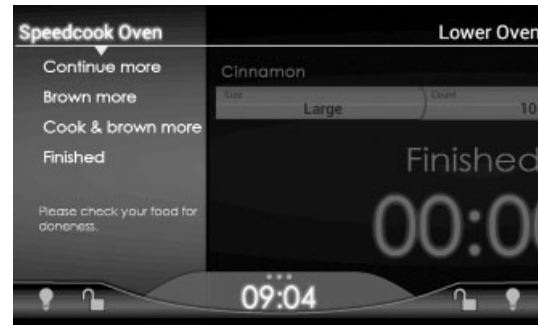 Speedcook Oven
Lower Oven
Continue more
Brown more
Cook & brown more
Finished
Please check your food for
doneness.
Cinnamon
Size
Count
Large
10
Finished
00:00
09:04